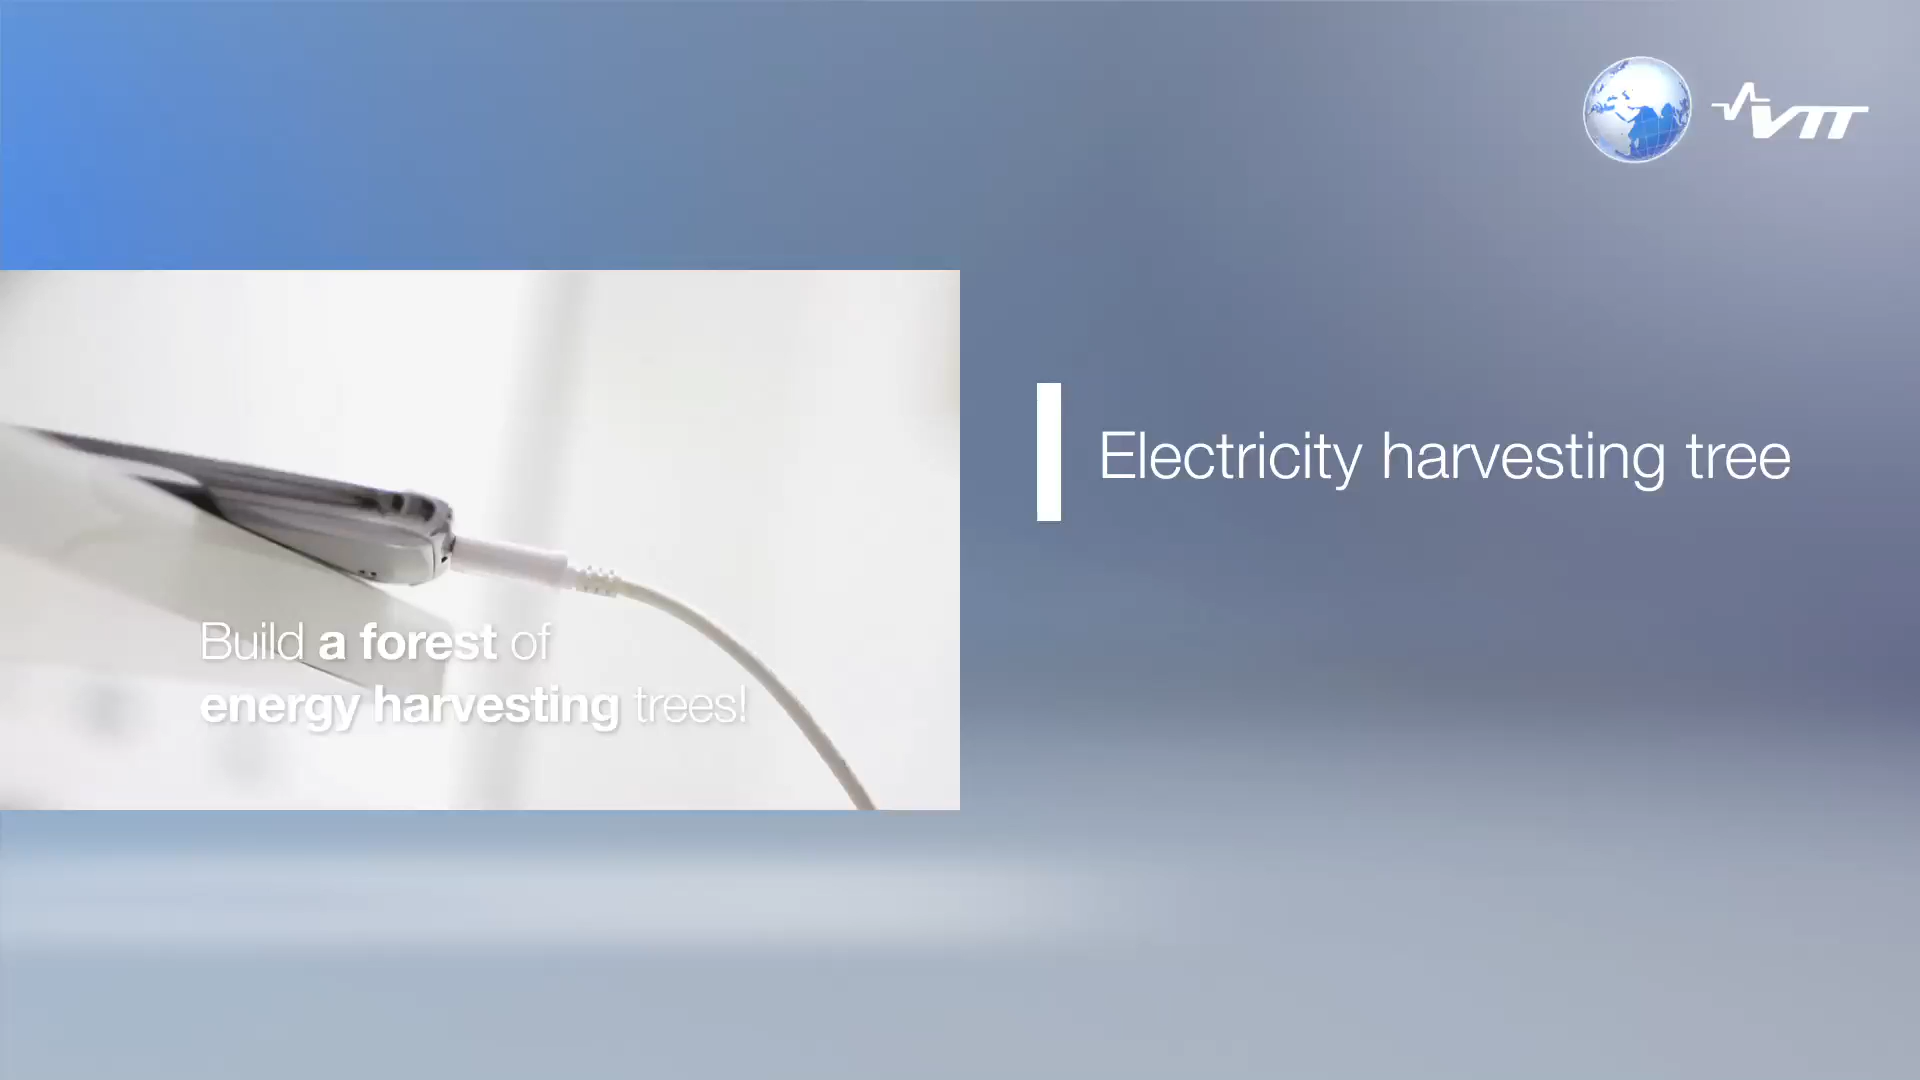 VTT
Electricity harvesting tree
Build a forest of
energy harvesting trees!